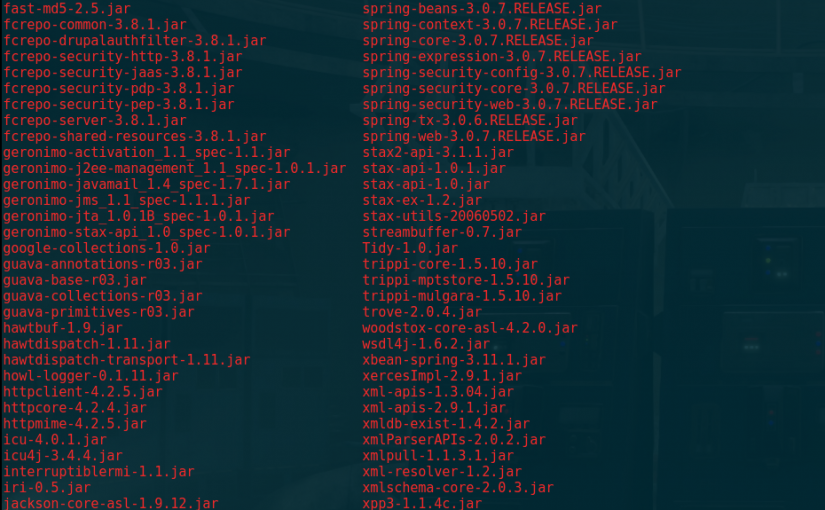 fast-md5-2.5.jar
fcrepo-common-3.8.1.jar
fcrepo-drupalauthfilter-3.8.1.jar
fcrepo-security-http-3.8.1.jar
fcrepo-security-jaas-3.8.1.jar
fcrepo-security-pdp-3.8.1.jar
fcrepo-security-pep-3.8.1.jar
fcrepo-server-3.8.1.jar
fcrepo-shared-resources-3.8.1.jar
geronimo-activation_1.1_spec-1.1.jar
geronimo-j2ee-management_1.1_spec-1.0.1.jar
geronimo-javamail_1.4_spec-1.7.1.jar
geronimo-jms_1.1_spec-1.1.1.jar
geronimo-jta_1.0.1B_spec-1.0.1.jar
geronimo-stax-api_1.0_spec-1.0.1.jar
google-collections-1.0.jar
guava-annotations-r03.jar
guava-base-r03.jar
guava-collections-r03.jar
guava-primitives-r03.jar
hawtbuf-1.9.jar
hawtdispatch-1.11.jar
hawtdispatch-transport-1.11.jar
howl-logger-0.1.11.jar
httpclient-4.2.5.jar
httpcore-4.2.4.jar
httpmime-4.2.5.jar
icu-4.0.1.jar
icu4j-3.4.4.jar
interruptiblermi-1.1.jar
iri-0.5.jar
jackson-core-asl-1.9.12.jar
spring-beans-3.0.7.RELEASE.jar
spring-context-3.0.7.RELEASE.jar
spring-core-3.0.7.RELEASE.jar
spring-expression-3.0.7.RELEASE.jar
spring-security-config-3.0.7.RELEASE.jar
spring-security-core-3.0.7.RELEASE.jar
spring-security-web-3.0.7.RELEASE.jar
spring-tx-3.0.6.RELEASE.jar
spring-web-3.0.7.RELEASE.jar
stax2-api-3.1.1.jar
stax-api-1.0.1.jar
stax-api-1.0.jar
stax-ex-1.2.jar
stax-utils-20060502.jar
streambuffer-0.7.jar
Tidy-1.0.jar
trippi-core-1.5.10.jar
trippi-mptstore-1.5.10.jar
trippi-mulgara-1.5.10.jar
trove-2.0.4.jar
woodstox-core-asl-4.2.0.jar
wsdl4j-1.6.2.jar
xbean-spring-3.11.1.jar
xercesImpl-2.9.1.jar
xml-apis-1.3.04.jar
xml-apis-2.9.1.jar
xmldb-exist-1.4.2.jar
xmlParserAPIs-2.0.2.jar
xmlpull-1.1.3.1.jar
xml-resolver-1.2.jar
xmlschema-core-2.0.3.jar
xpp3-1.1.4c.jar